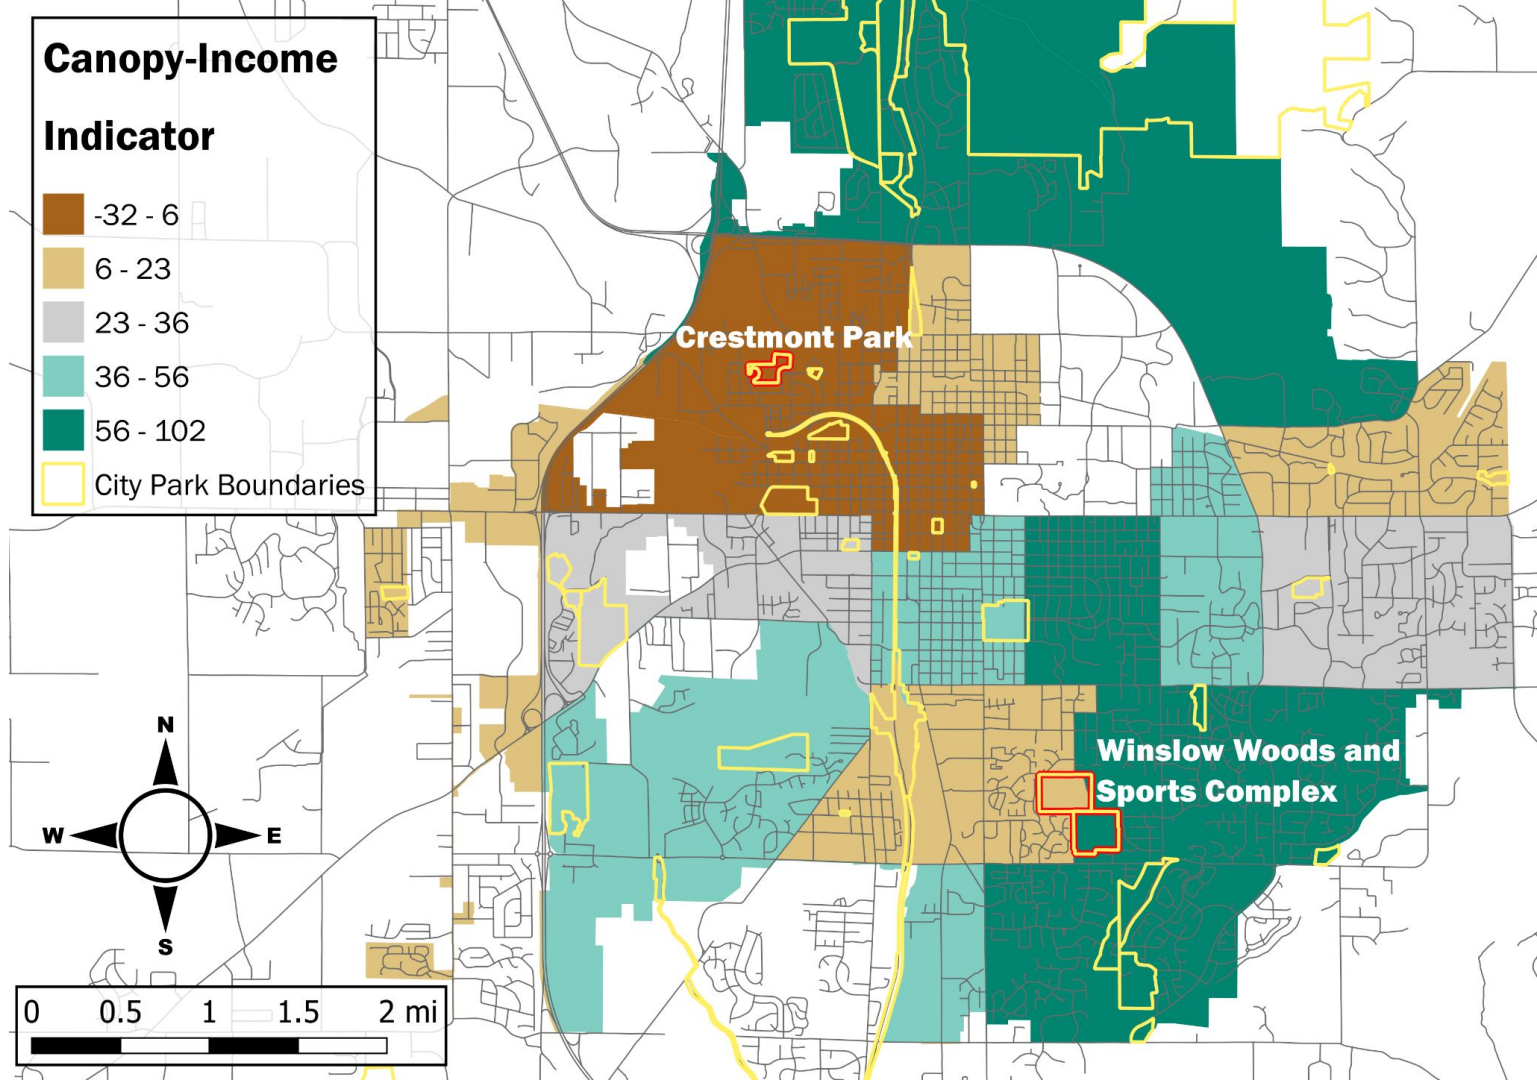 Canopy-Income
Indicator
-32 - 6
6 - 23
23 - 36
36 - 56
56 - 102
City Park Boundaries
Crestmont Park
Winslow Woods and
Sports Complex
N
W
E
S
0 0.5 1 1.5 2 mi